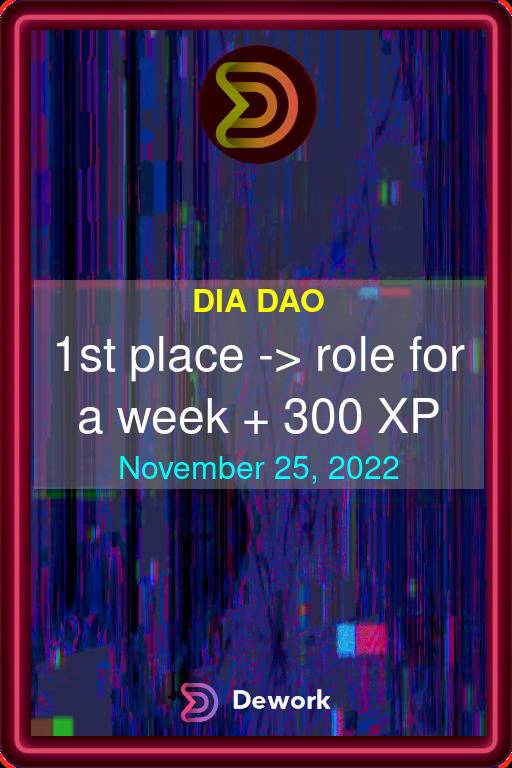 DIA DAO
1st place -> role for
a week + 300 XP
November 25, 2022
Dework